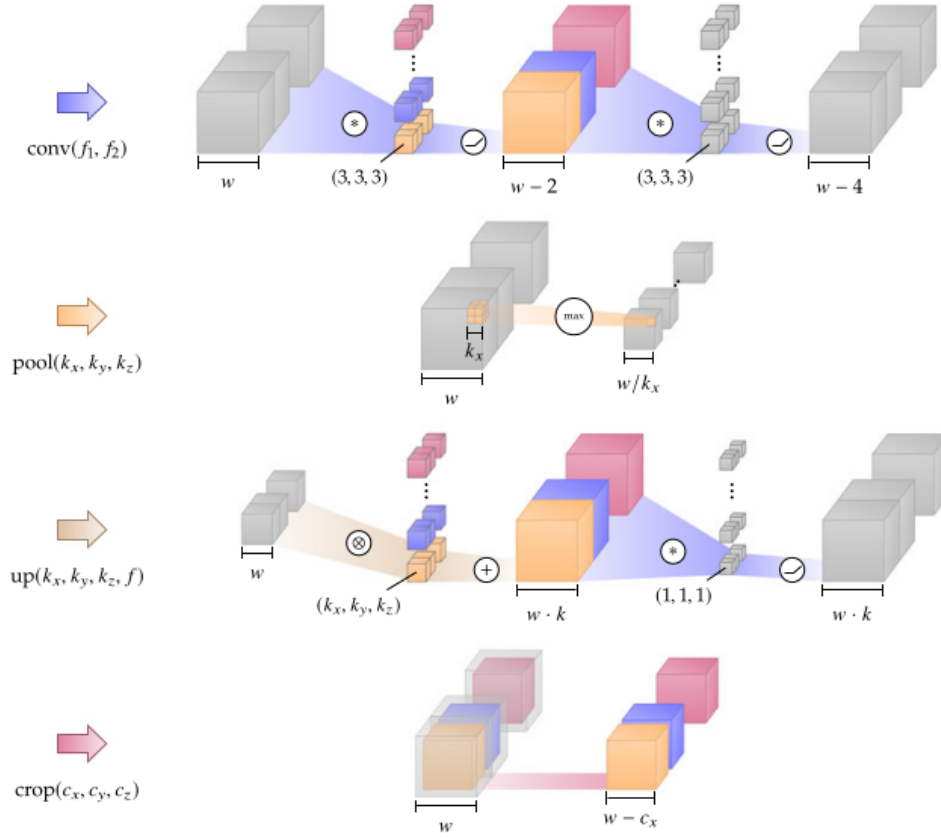 conv(f₁, f₂)
*
(3, 3, 3)
*
(3, 3, 3)
w
w − 2
w − 4
pool(kₓ, k_y, k_z)
max
kₓ
w
w/kₓ
up(kₓ, k_y, k_z, f)
⊗
+
*
w
(kₓ, k_y, k_z)
w · k
(1, 1, 1)
w · k
crop(cₓ, c_y, c_z)
w
w − cₓ